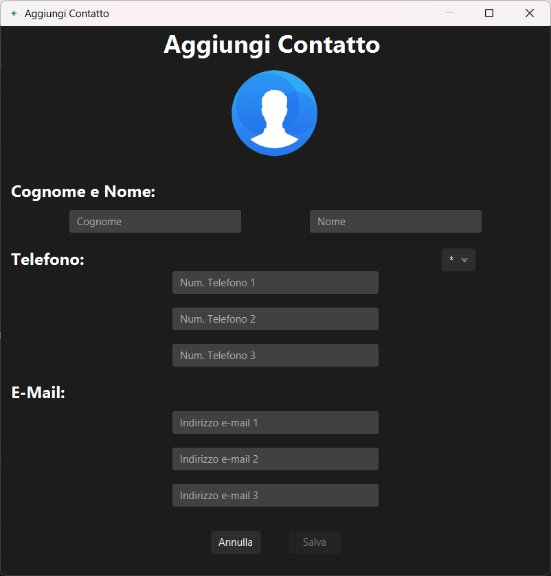 Aggiungi Contatto
Aggiungi Contatto
Cognome e Nome:
Cognome Nome
Telefono: *
Num. Telefono 1
Num. Telefono 2
Num. Telefono 3
E-Mail:
Indirizzo e-mail 1
Indirizzo e-mail 2
Indirizzo e-mail 3
Annulla Salva